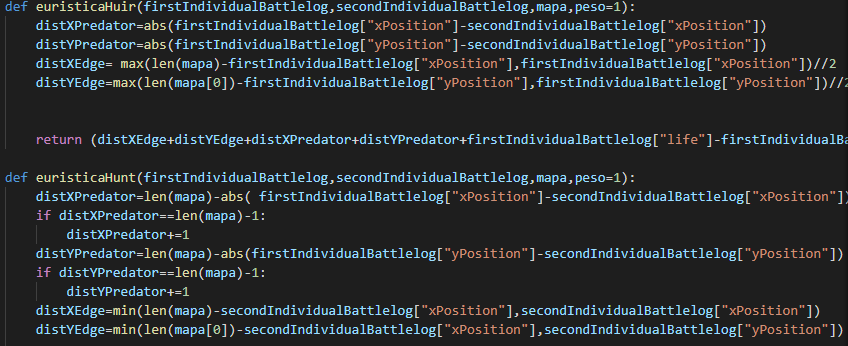 def euristicaHuir(firstIndividualBattlelog,secondIndividualBattlelog,mapa,peso=1):
    distXPredator=abs(firstIndividualBattlelog["xPosition"]-secondIndividualBattlelog["xPosition"])
    distYPredator=abs(firstIndividualBattlelog["yPosition"]-secondIndividualBattlelog["yPosition"])
    distXEdge= max(len(mapa)-firstIndividualBattlelog["xPosition"],firstIndividualBattlelog["xPosition"])//2
    distYEdge=max(len(mapa[0])-firstIndividualBattlelog["yPosition"],firstIndividualBattlelog["yPosition"])//2
    return (distXEdge+distYEdge+distXPredator+distYPredator+firstIndividualBattlelog["life"]-firstIndividualBa
def euristicaHunt(firstIndividualBattlelog,secondIndividualBattlelog,mapa,peso=1):
    distXPredator=len(mapa)-abs( firstIndividualBattlelog["xPosition"]-secondIndividualBattlelog["xPosition"])
    if distXPredator==len(mapa)-1:
        distXPredator+=1
    distYPredator=len(mapa)-abs(firstIndividualBattlelog["yPosition"]-secondIndividualBattlelog["yPosition"])
    if distYPredator==len(mapa)-1:
        distYPredator+=1
    distXEdge=min(len(mapa)-secondIndividualBattlelog["xPosition"],secondIndividualBattlelog["xPosition"])
    distYEdge=min(len(mapa[0])-secondIndividualBattlelog["xPosition"],secondIndividualBattlelog["yPosition"])